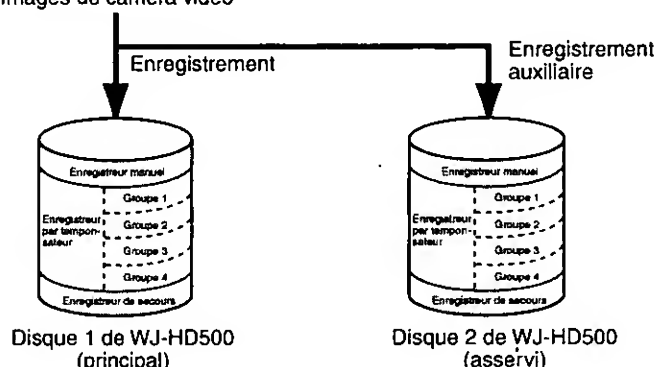 Images de caméra vidéo
Enregistrement
Enregistrement
auxiliaire
Enregistreur manuel
Groupe 1
Groupe 2
Groupe 3
Groupe 4
Enregistreur
par tempori-
sateur
Enregistreur de secours
Enregistreur manuel
Groupe 1
Groupe 2
Groupe 3
Groupe 4
Enregistreur
par tempori-
sateur
Enregistreur de secours
Disque 1 de WJ-HD500
(principal)
Disque 2 de WJ-HD500
(asservi)